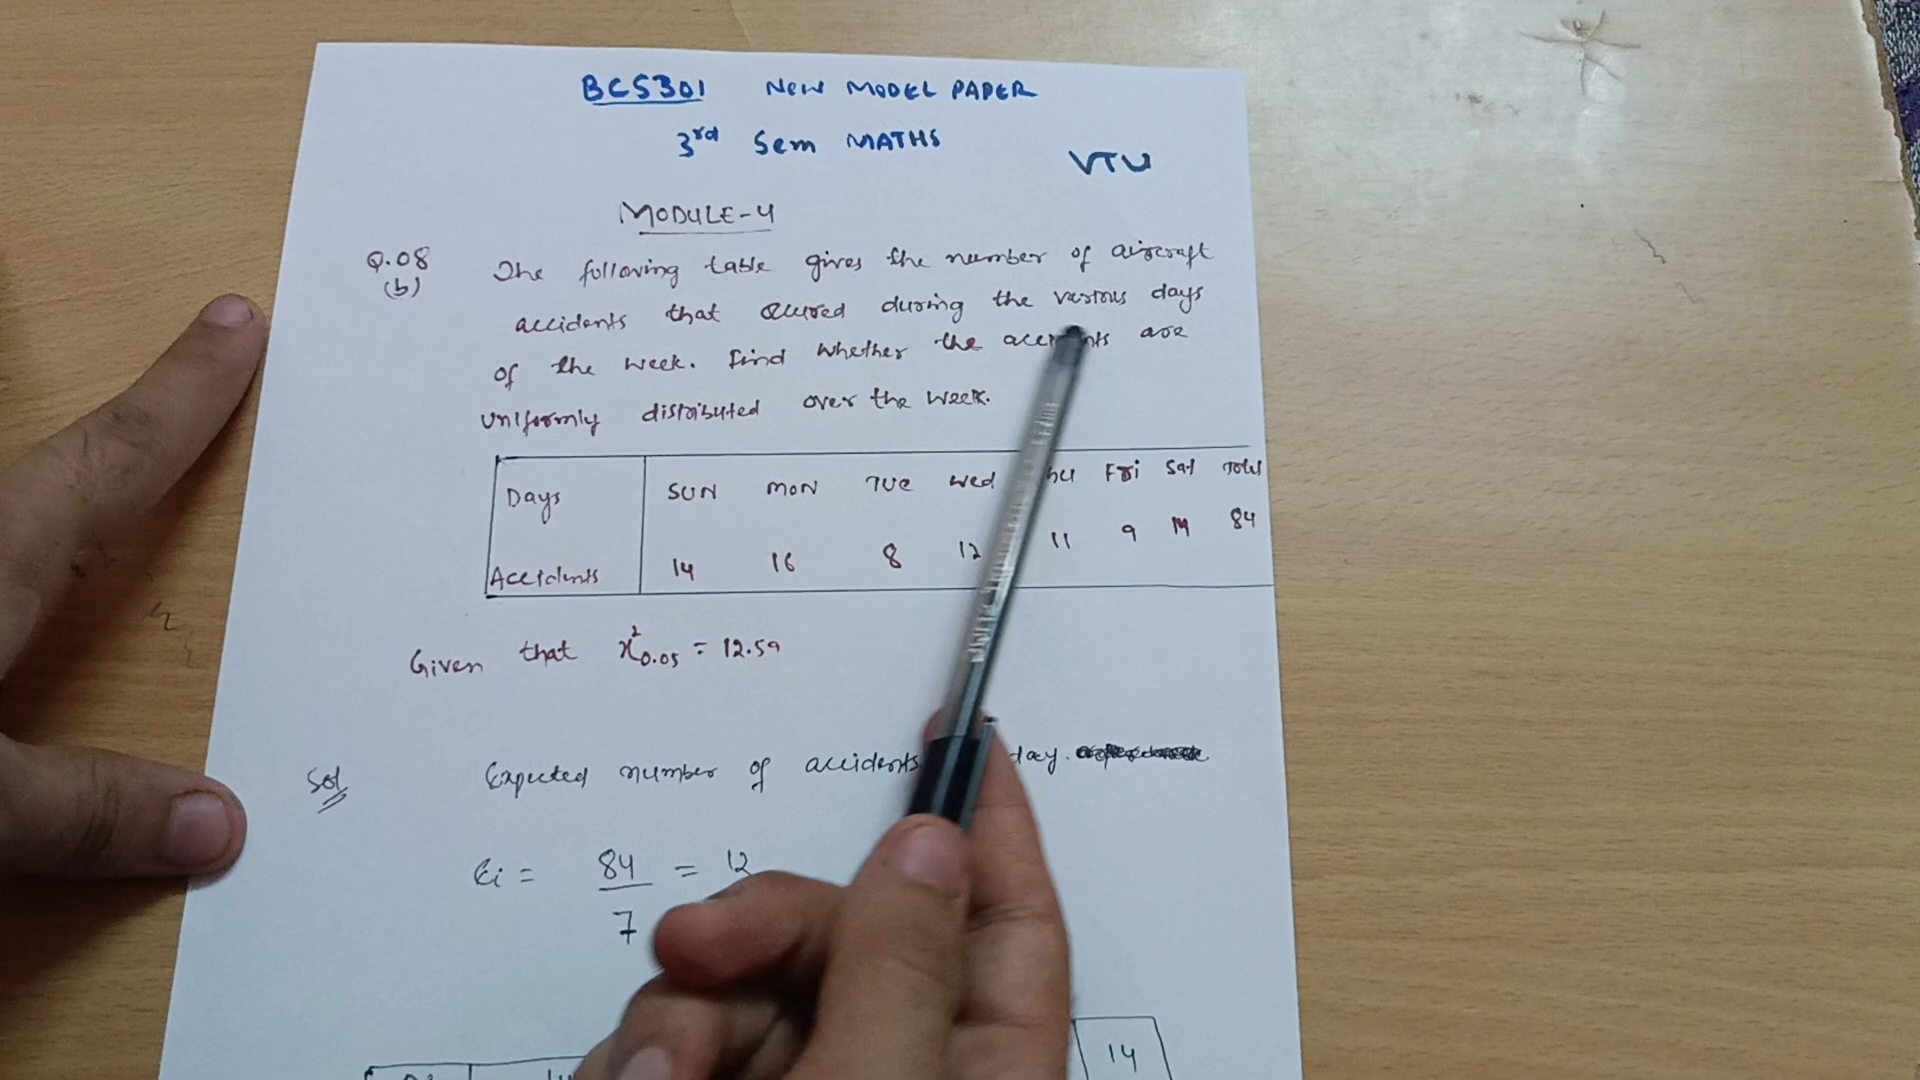 BCS301 NEW MODEL PAPER
3rd Sem MATHS
VTU
MODULE-4
Q.08 The following table gives the number of aircraft
(b) accidents that occured during the various days
of the week. Find whether the accidents are
uniformly distributed over the week.
Days SUN MON TUE Wed Fri Sat Total
Accidents 14 16 8 12 11 9 14 84
Given that χ²0.05 = 12.59
Sol Expected number of accidents day.
Ei = 84/7 = 12
14